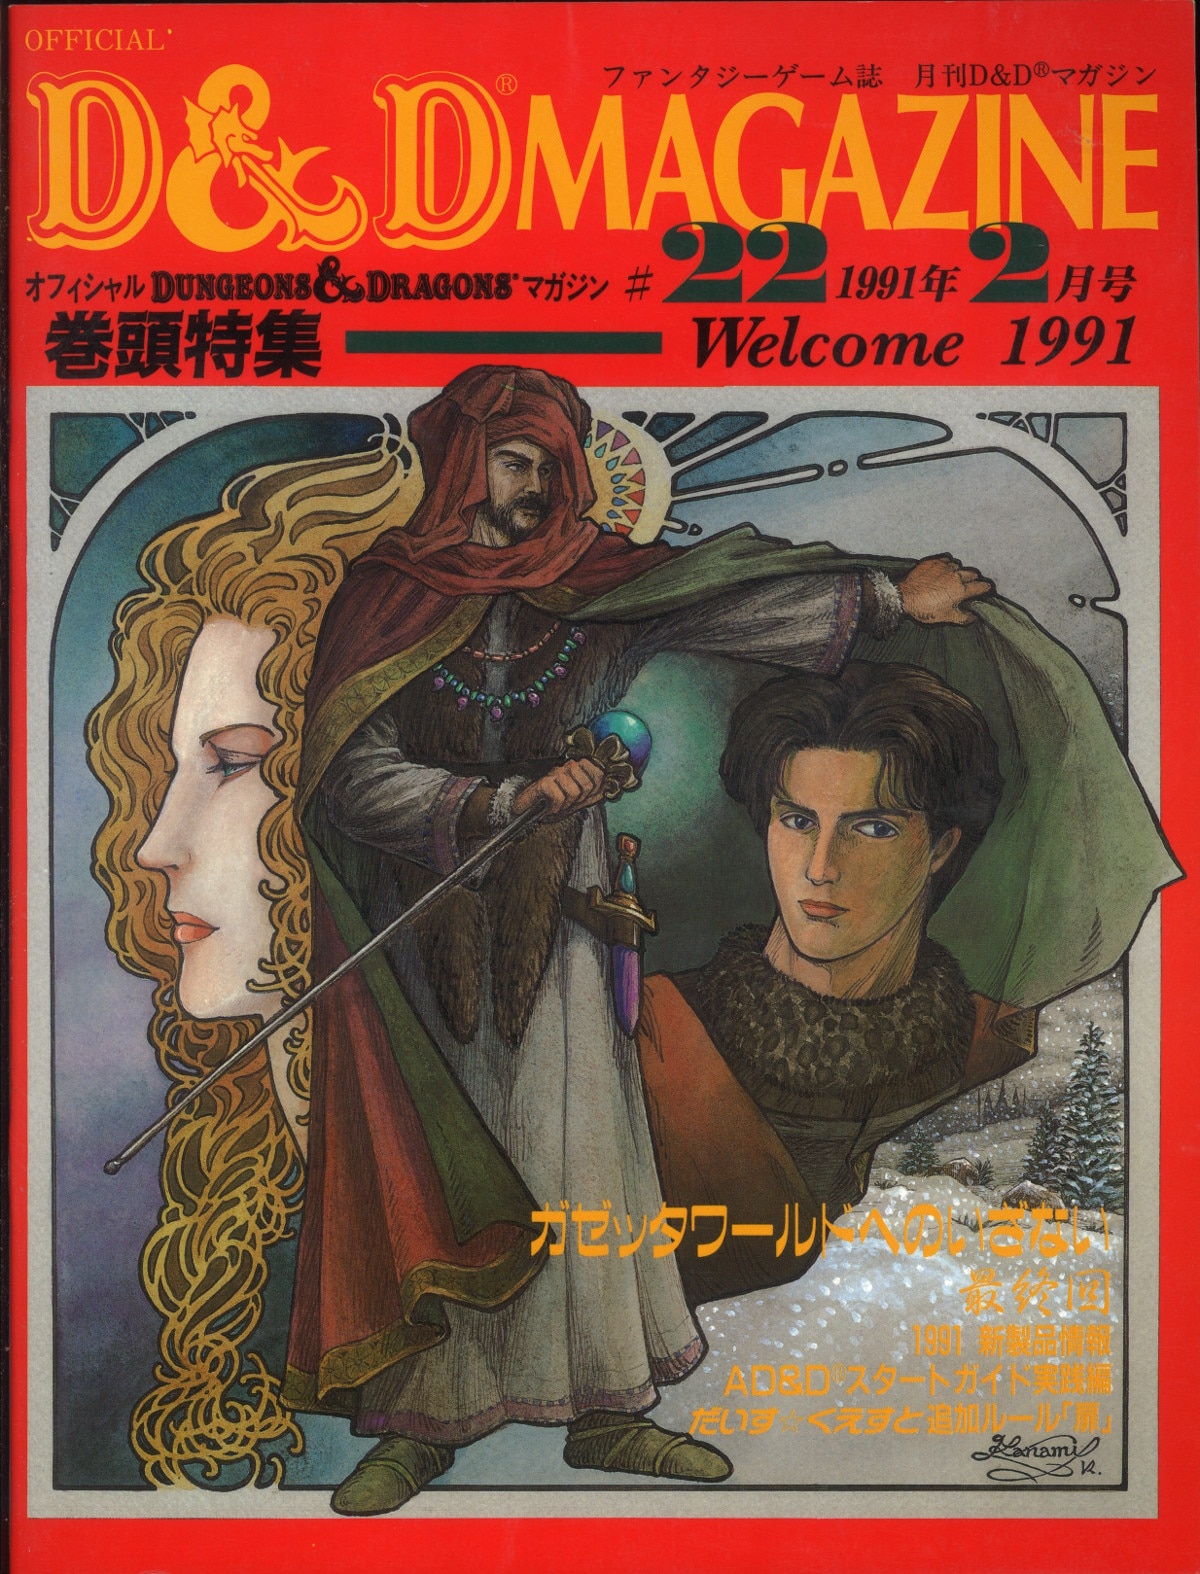 OFFICIAL
ファンタジーゲーム誌 月刊D&D®マガジン
D&D® MAGAZINE
オフィシャル DUNGEONS & DRAGONS® マガジン #22 1991年2月号
巻頭特集 Welcome 1991
ガゼッタワールドへのいざない
最終回
1991 新製品情報
AD&D®スタートガイド実践編
だいす☆くえすと追加ルール「扉」
Kanami